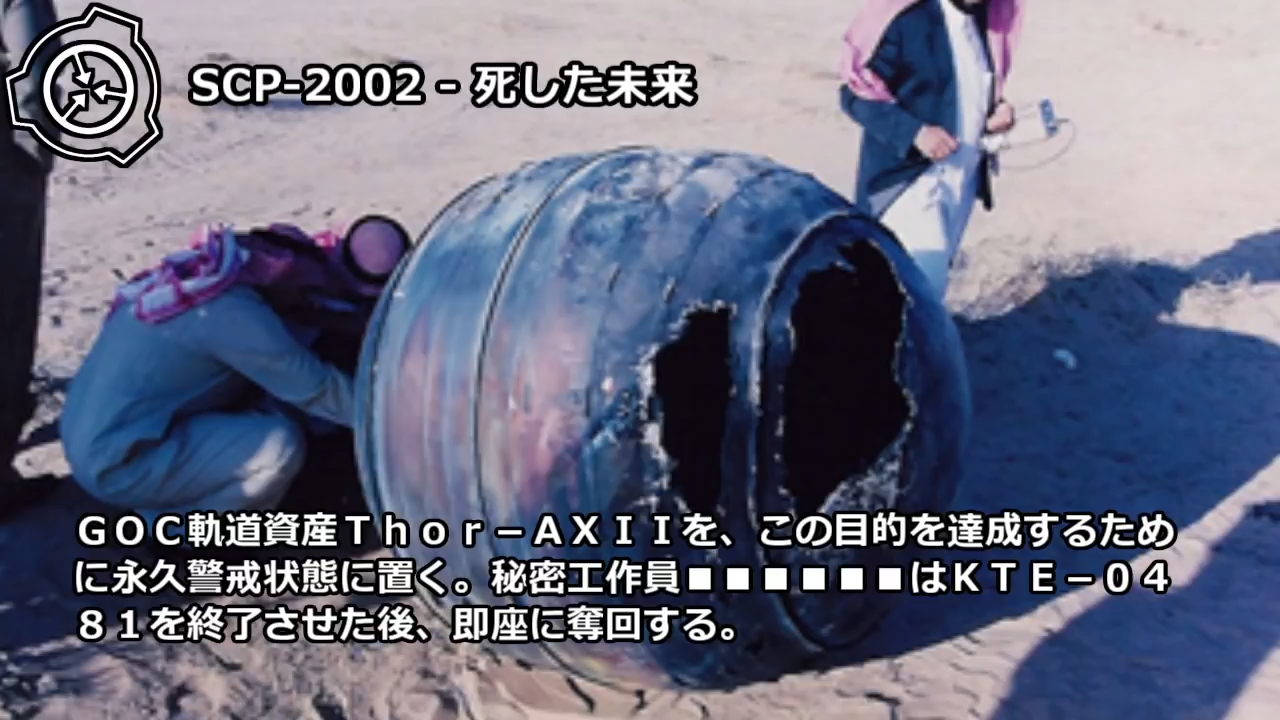 SCP-2002 - 死した未来
ＧＯＣ軌道資産Ｔｈｏｒ－ＡＸＩＩを、この目的を達成するため
に永久警戒状態に置く。秘密工作員■■■■■■はＫＴＥ－０４
８１を終了させた後、即座に奪回する。